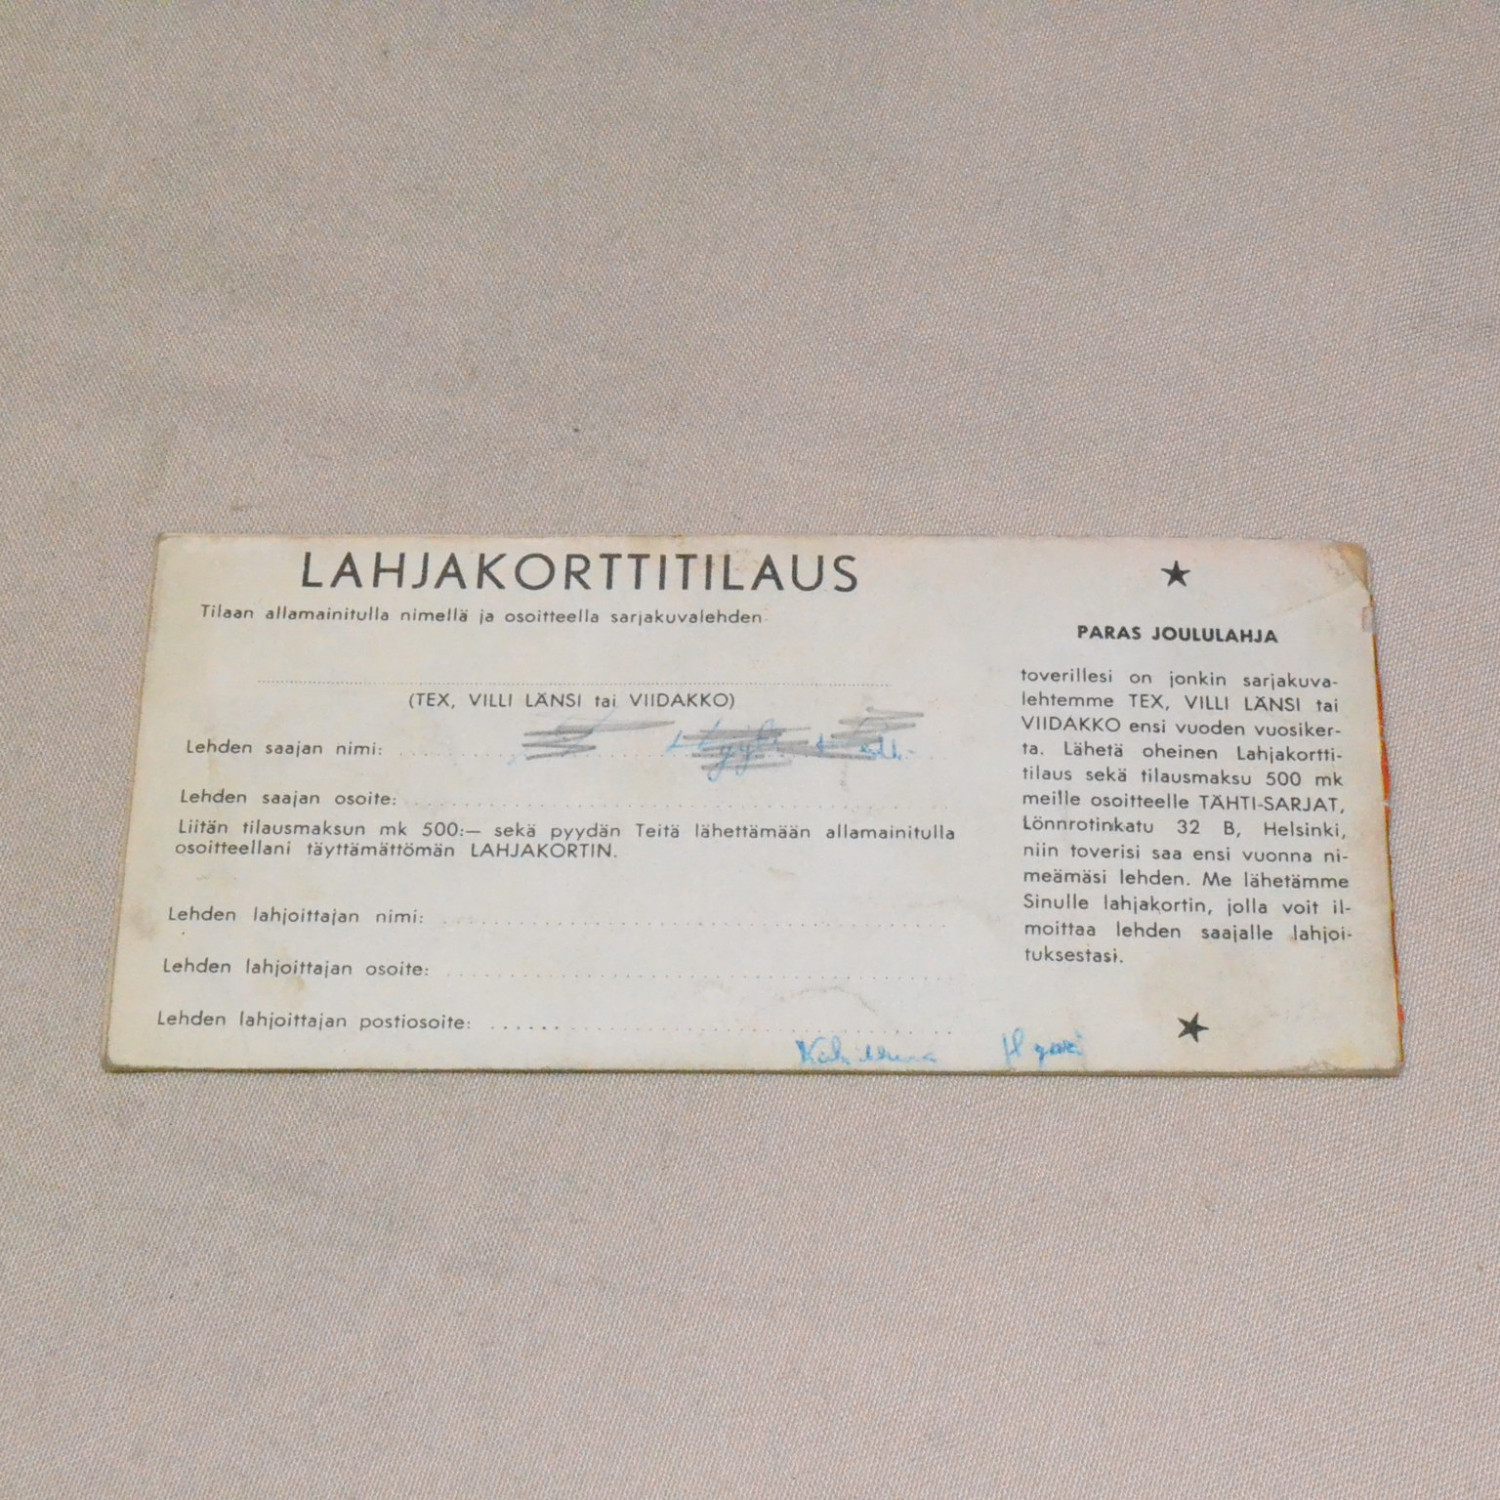 LAHJAKORTTITILAUS
Tilaan allamainitulla nimellä ja osoitteella sarjakuvalehden
(TEX, VILLI LÄNSI tai VIIDAKKO)
Lehden saajan nimi:
Lehden saajan osoite:
Liitän tilausmaksun mk 500:— sekä pyydän Teitä lähettämään allamainitulla
osoitteellani täyttämättömän LAHJAKORTIN.
Lehden lahjoittajan nimi:
Lehden lahjoittajan osoite:
Lehden lahjoittajan postiosoite:
PARAS JOULULAHJA
toverillesi on jonkin sarjakuva-
lehtemme TEX, VILLI LÄNSI tai
VIIDAKKO ensi vuoden vuosiker-
ta. Lähetä oheinen Lahjakortti-
tilaus sekä tilausmaksu 500 mk
meille osoitteelle TÄHTI-SARJAT,
Lönnrotinkatu 32 B, Helsinki,
niin toverisi saa ensi vuonna ni-
meämäsi lehden. Me lähetämme
Sinulle lahjakortin, jolla voit il-
moittaa lehden saajalle lahjoi-
tuksestasi.